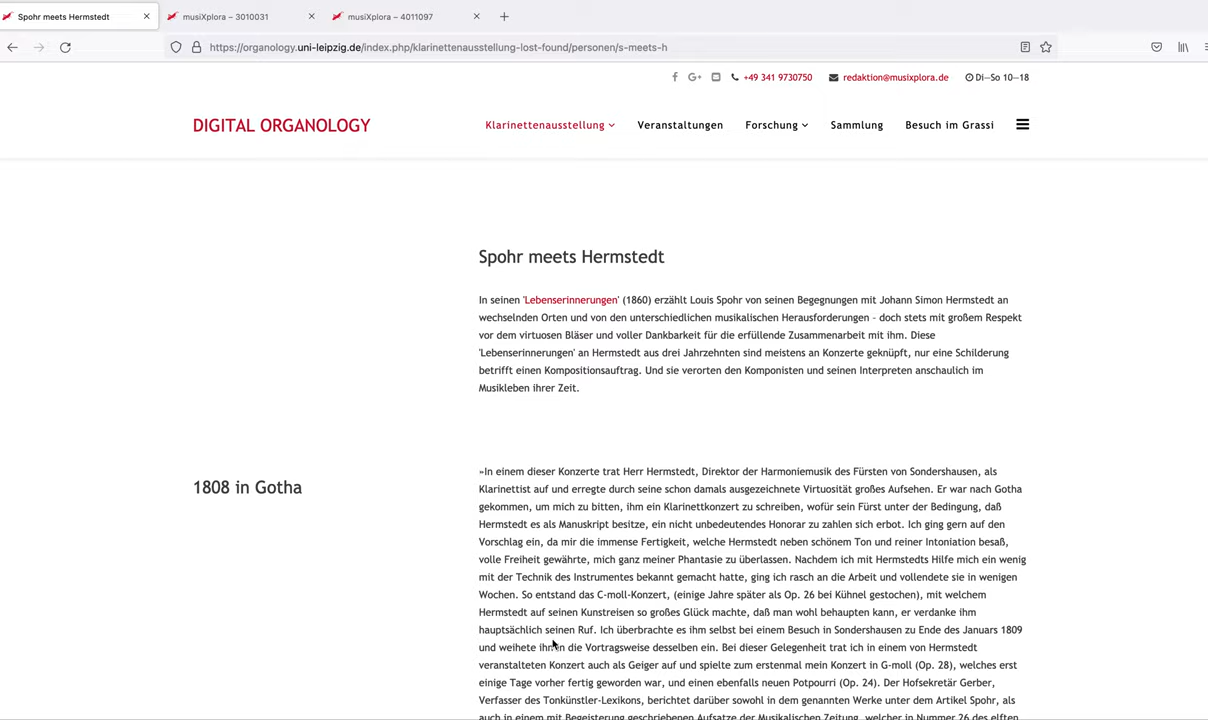 Spohr meets Hermstedt
musiXplora – 3010031
musiXplora – 4011097
https://organology.uni-leipzig.de/index.php/klarinettenausstellung-lost-found/personen/s-meets-h
+49 341 9730750
redaktion@musixplora.de
Di—So 10—18
DIGITAL ORGANOLOGY
Klarinettenausstellung
Veranstaltungen
Forschung
Sammlung
Besuch im Grassi
Spohr meets Hermstedt
In seinen 'Lebenserinnerungen' (1860) erzählt Louis Spohr von seinen Begegnungen mit Johann Simon Hermstedt an
wechselnden Orten und von den unterschiedlichen musikalischen Herausforderungen - doch stets mit großem Respekt
vor dem virtuosen Bläser und voller Dankbarkeit für die erfüllende Zusammenarbeit mit ihm. Diese
'Lebenserinnerungen' an Hermstedt aus drei Jahrzehnten sind meistens an Konzerte geknüpft, nur eine Schilderung
betrifft einen Kompositionsauftrag. Und sie verorten den Komponisten und seinen Interpreten anschaulich im
Musikleben ihrer Zeit.
1808 in Gotha
»In einem dieser Konzerte trat Herr Hermstedt, Direktor der Harmoniemusik des Fürsten von Sondershausen, als
Klarinettist auf und erregte durch seine schon damals ausgezeichnete Virtuosität großes Aufsehen. Er war nach Gotha
gekommen, um mich zu bitten, ihm ein Klarinettkonzert zu schreiben, wofür sein Fürst unter der Bedingung, daß
Hermstedt es als Manuskript besitze, ein nicht unbedeutendes Honorar zu zahlen sich erbot. Ich ging gern auf den
Vorschlag ein, da mir die immense Fertigkeit, welche Hermstedt neben schönem Ton und reiner Intoniation besaß,
volle Freiheit gewährte, mich ganz meiner Phantasie zu überlassen. Nachdem ich mit Hermstedts Hilfe mich ein wenig
mit der Technik des Instrumentes bekannt gemacht hatte, ging ich rasch an die Arbeit und vollendete sie in wenigen
Wochen. So entstand das C-moll-Konzert, (einige Jahre später als Op. 26 bei Kühnel gestochen), mit welchem
Hermstedt auf seinen Kunstreisen so großes Glück machte, daß man wohl behaupten kann, er verdanke ihm
hauptsächlich seinen Ruf. Ich überbrachte es ihm selbst bei einem Besuch in Sondershausen zu Ende des Januars 1809
und weihete ihn in die Vortragsweise desselben ein. Bei dieser Gelegenheit trat ich in einem von Hermstedt
veranstalteten Konzert auch als Geiger auf und spielte zum erstenmal mein Konzert in G-moll (Op. 28), welches erst
einige Tage vorher fertig geworden war, und einen ebenfalls neuen Potpourri (Op. 24). Der Hofsekretär Gerber,
Verfasser des Tonkünstler-Lexikons, berichtet darüber sowohl in dem genannten Werke unter dem Artikel Spohr, als
auch in einem mit Begeisterung geschriebenen Aufsatze der Musikalischen Zeitung, welcher in Nummer 26 des elften